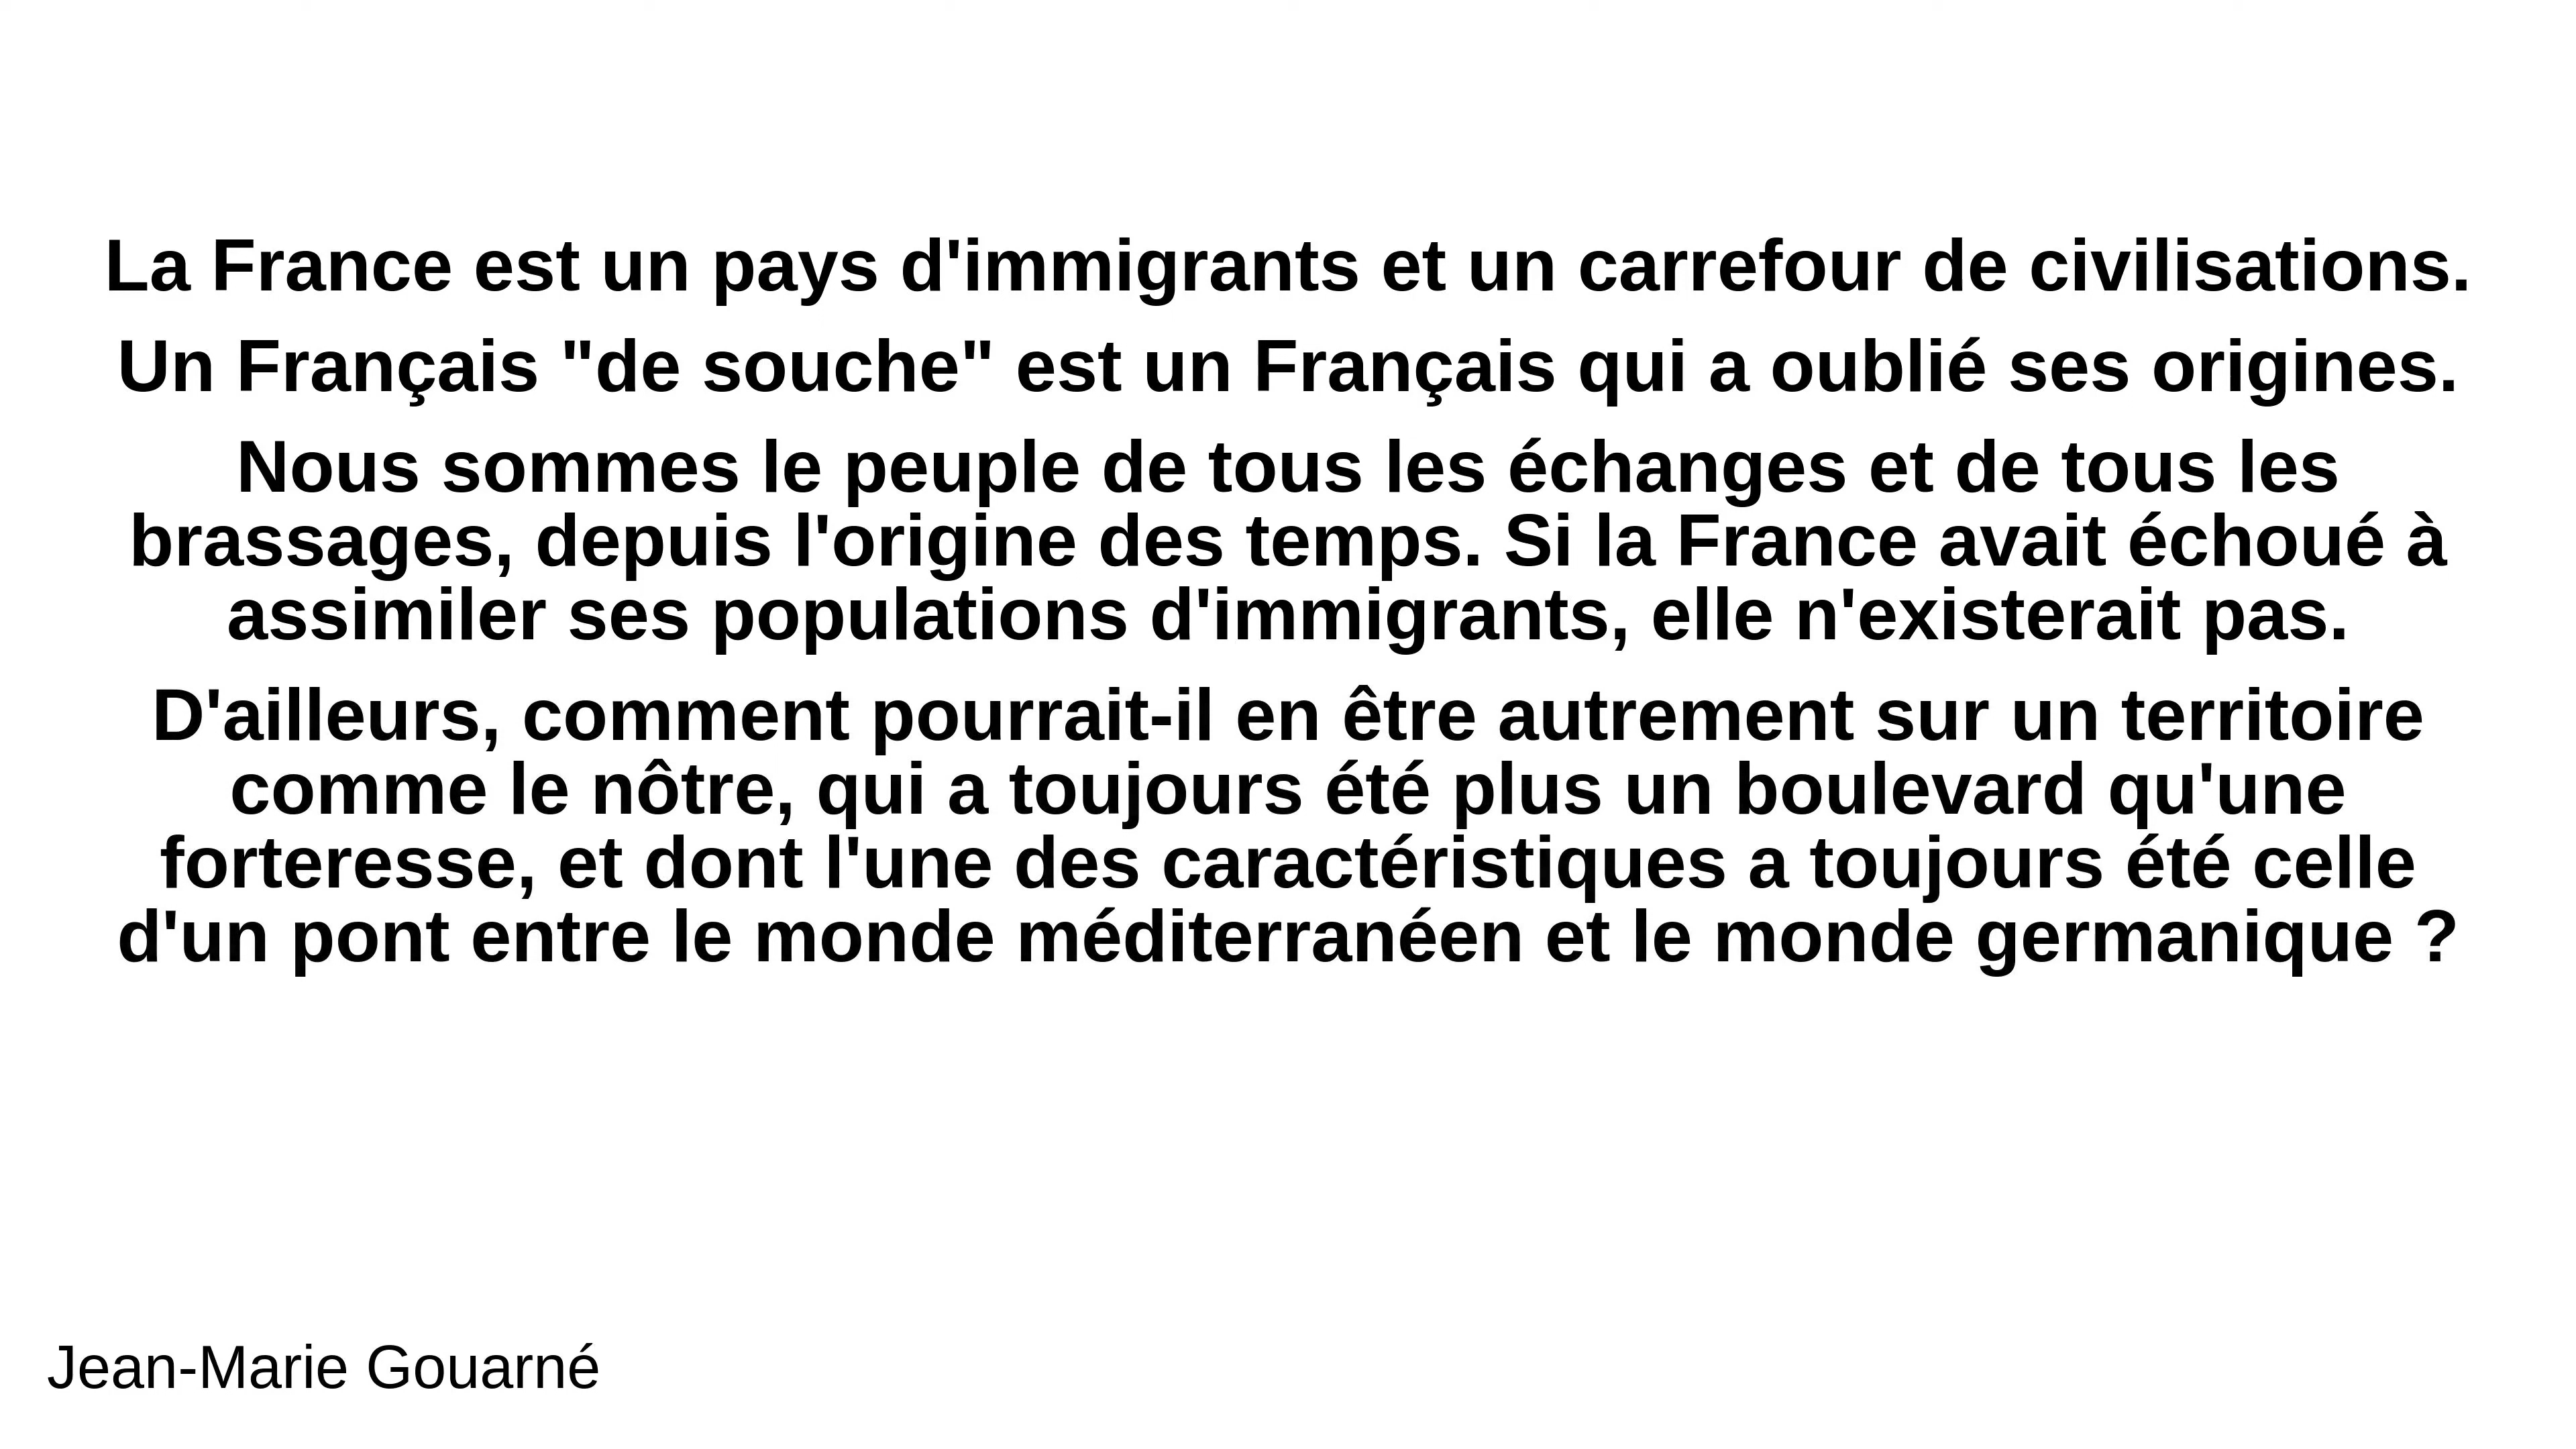 La France est un pays d'immigrants et un carrefour de civilisations.
Un Français "de souche" est un Français qui a oublié ses origines.
Nous sommes le peuple de tous les échanges et de tous les
brassages, depuis l'origine des temps. Si la France avait échoué à
assimiler ses populations d'immigrants, elle n'existerait pas.
D'ailleurs, comment pourrait-il en être autrement sur un territoire
comme le nôtre, qui a toujours été plus un boulevard qu'une
forteresse, et dont l'une des caractéristiques a toujours été celle
d'un pont entre le monde méditerranéen et le monde germanique ?
Jean-Marie Gouarné